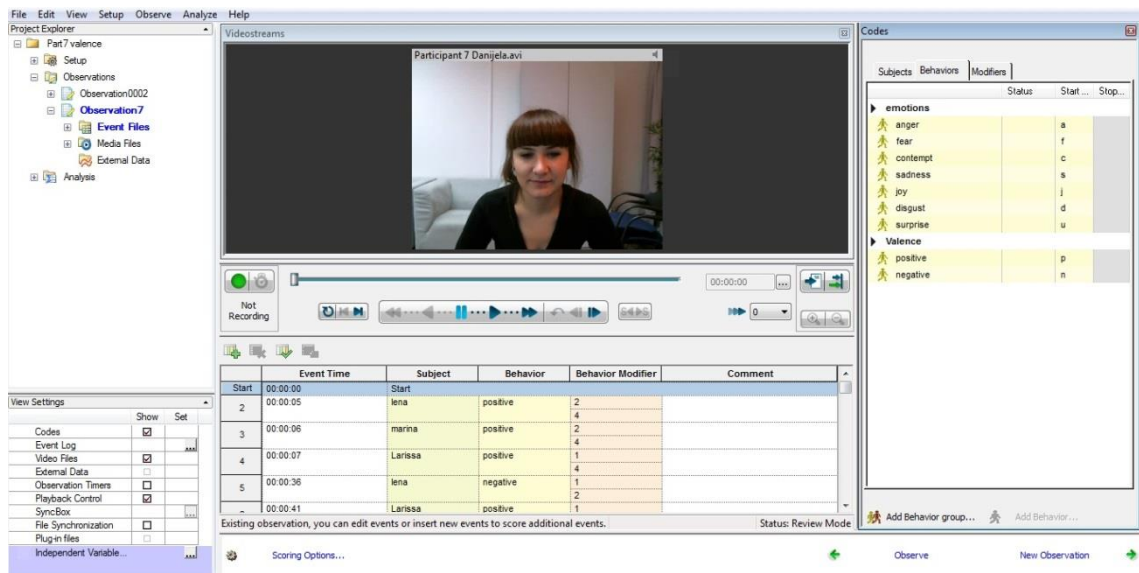 File Edit View Setup Observe Analyze Help
Project Explorer
Part7 valence
Setup
Observations
Observation0002
Observation7
Event Files
Media Files
External Data
Analysis
View Settings
Show Set
Codes
Event Log
Video Files
External Data
Observation Timers
Playback Control
SyncBox
File Synchronization
Plug-in files
Independent Variable...
Videostreams
Participant 7 Danijela.avi
Not
Recording
00:00:00
0
Event Time Subject Behavior Behavior Modifier Comment
Start 00:00:00 Start
2 00:00:05 lena positive 2
4
3 00:00:06 marina positive 2
4
4 00:00:07 Larissa positive 1
4
5 00:00:36 lena negative 1
2
00:00:41 Larissa positive 1
Existing observation, you can edit events or insert new events to score additional events. Status: Review Mode
Scoring Options...
Observe New Observation
Codes
Subjects Behaviors Modifiers
Status Start ... Stop...
emotions
anger a
fear f
contempt c
sadness s
joy j
disgust d
surprise u
Valence
positive p
negative n
Add Behavior group... Add Behavior...